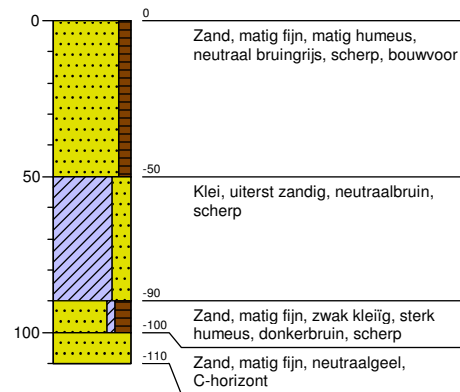 0
0
Zand, matig fijn, matig humeus,
neutraal bruingrijs, scherp, bouwvoor
50
-50
Klei, uiterst zandig, neutraalbruin,
scherp
-90
Zand, matig fijn, zwak kleiïg, sterk
humeus, donkerbruin, scherp
100
-100
-110
Zand, matig fijn, neutraalgeel,
C-horizont